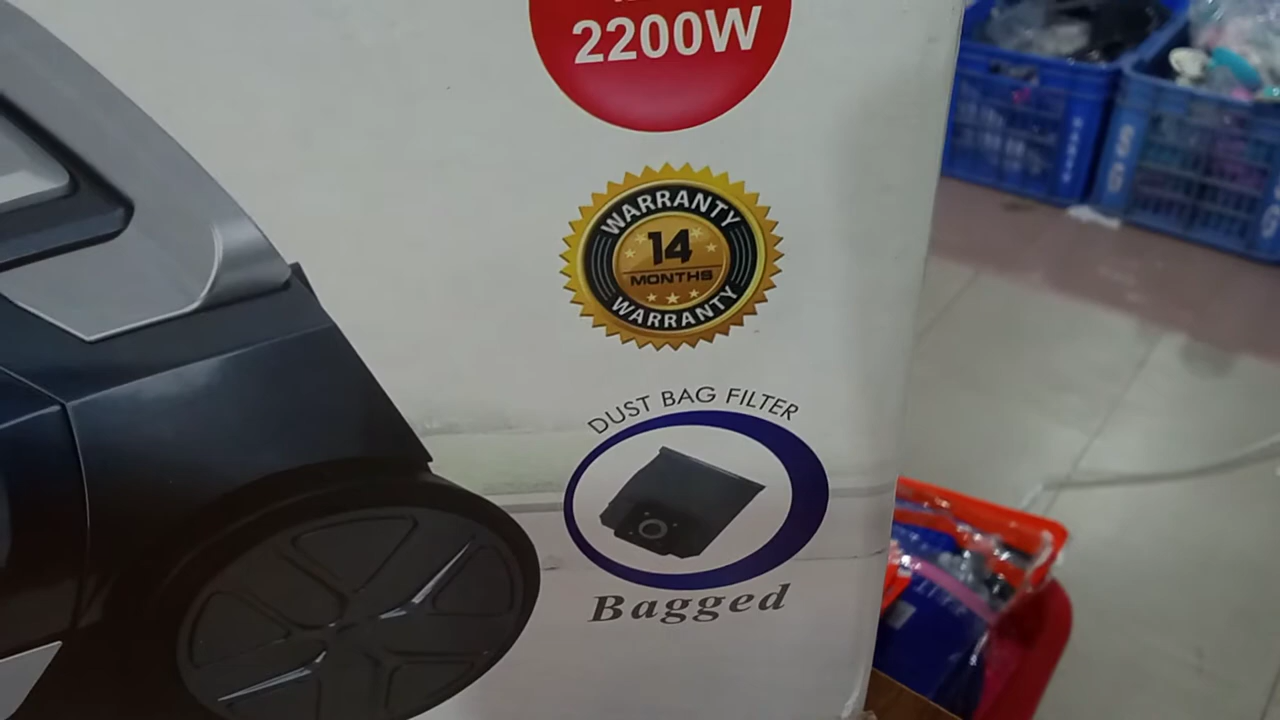 2200W
WARRANTY
14
MONTHS
WARRANTY
DUST BAG FILTER
Bagged